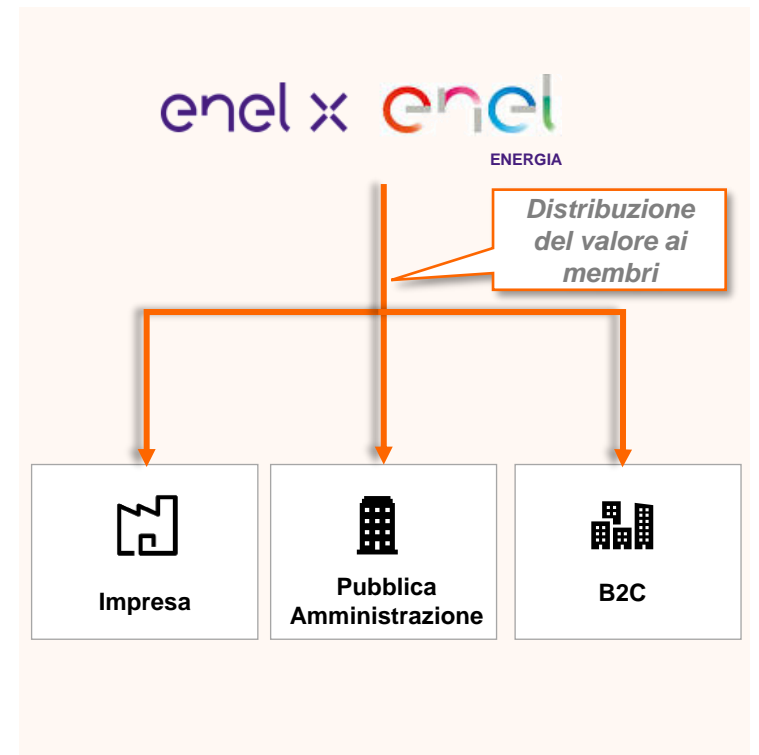 enel x enel
ENERGIA
Distribuzione
del valore ai
membri
Impresa
Pubblica
Amministrazione
B2C